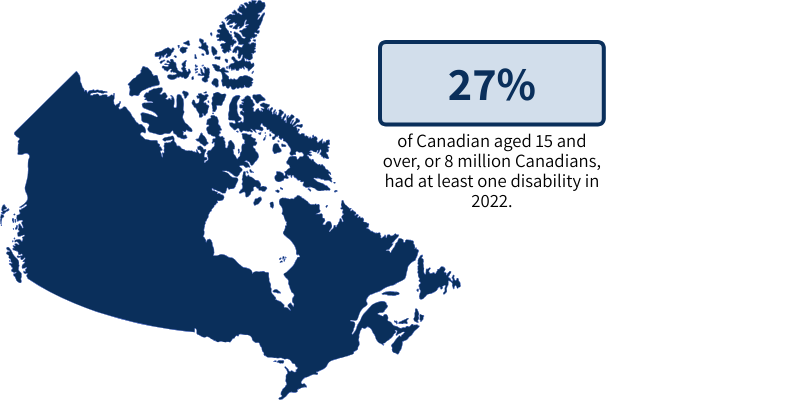 27%
of Canadian aged 15 and
over, or 8 million Canadians,
had at least one disability in
2022.